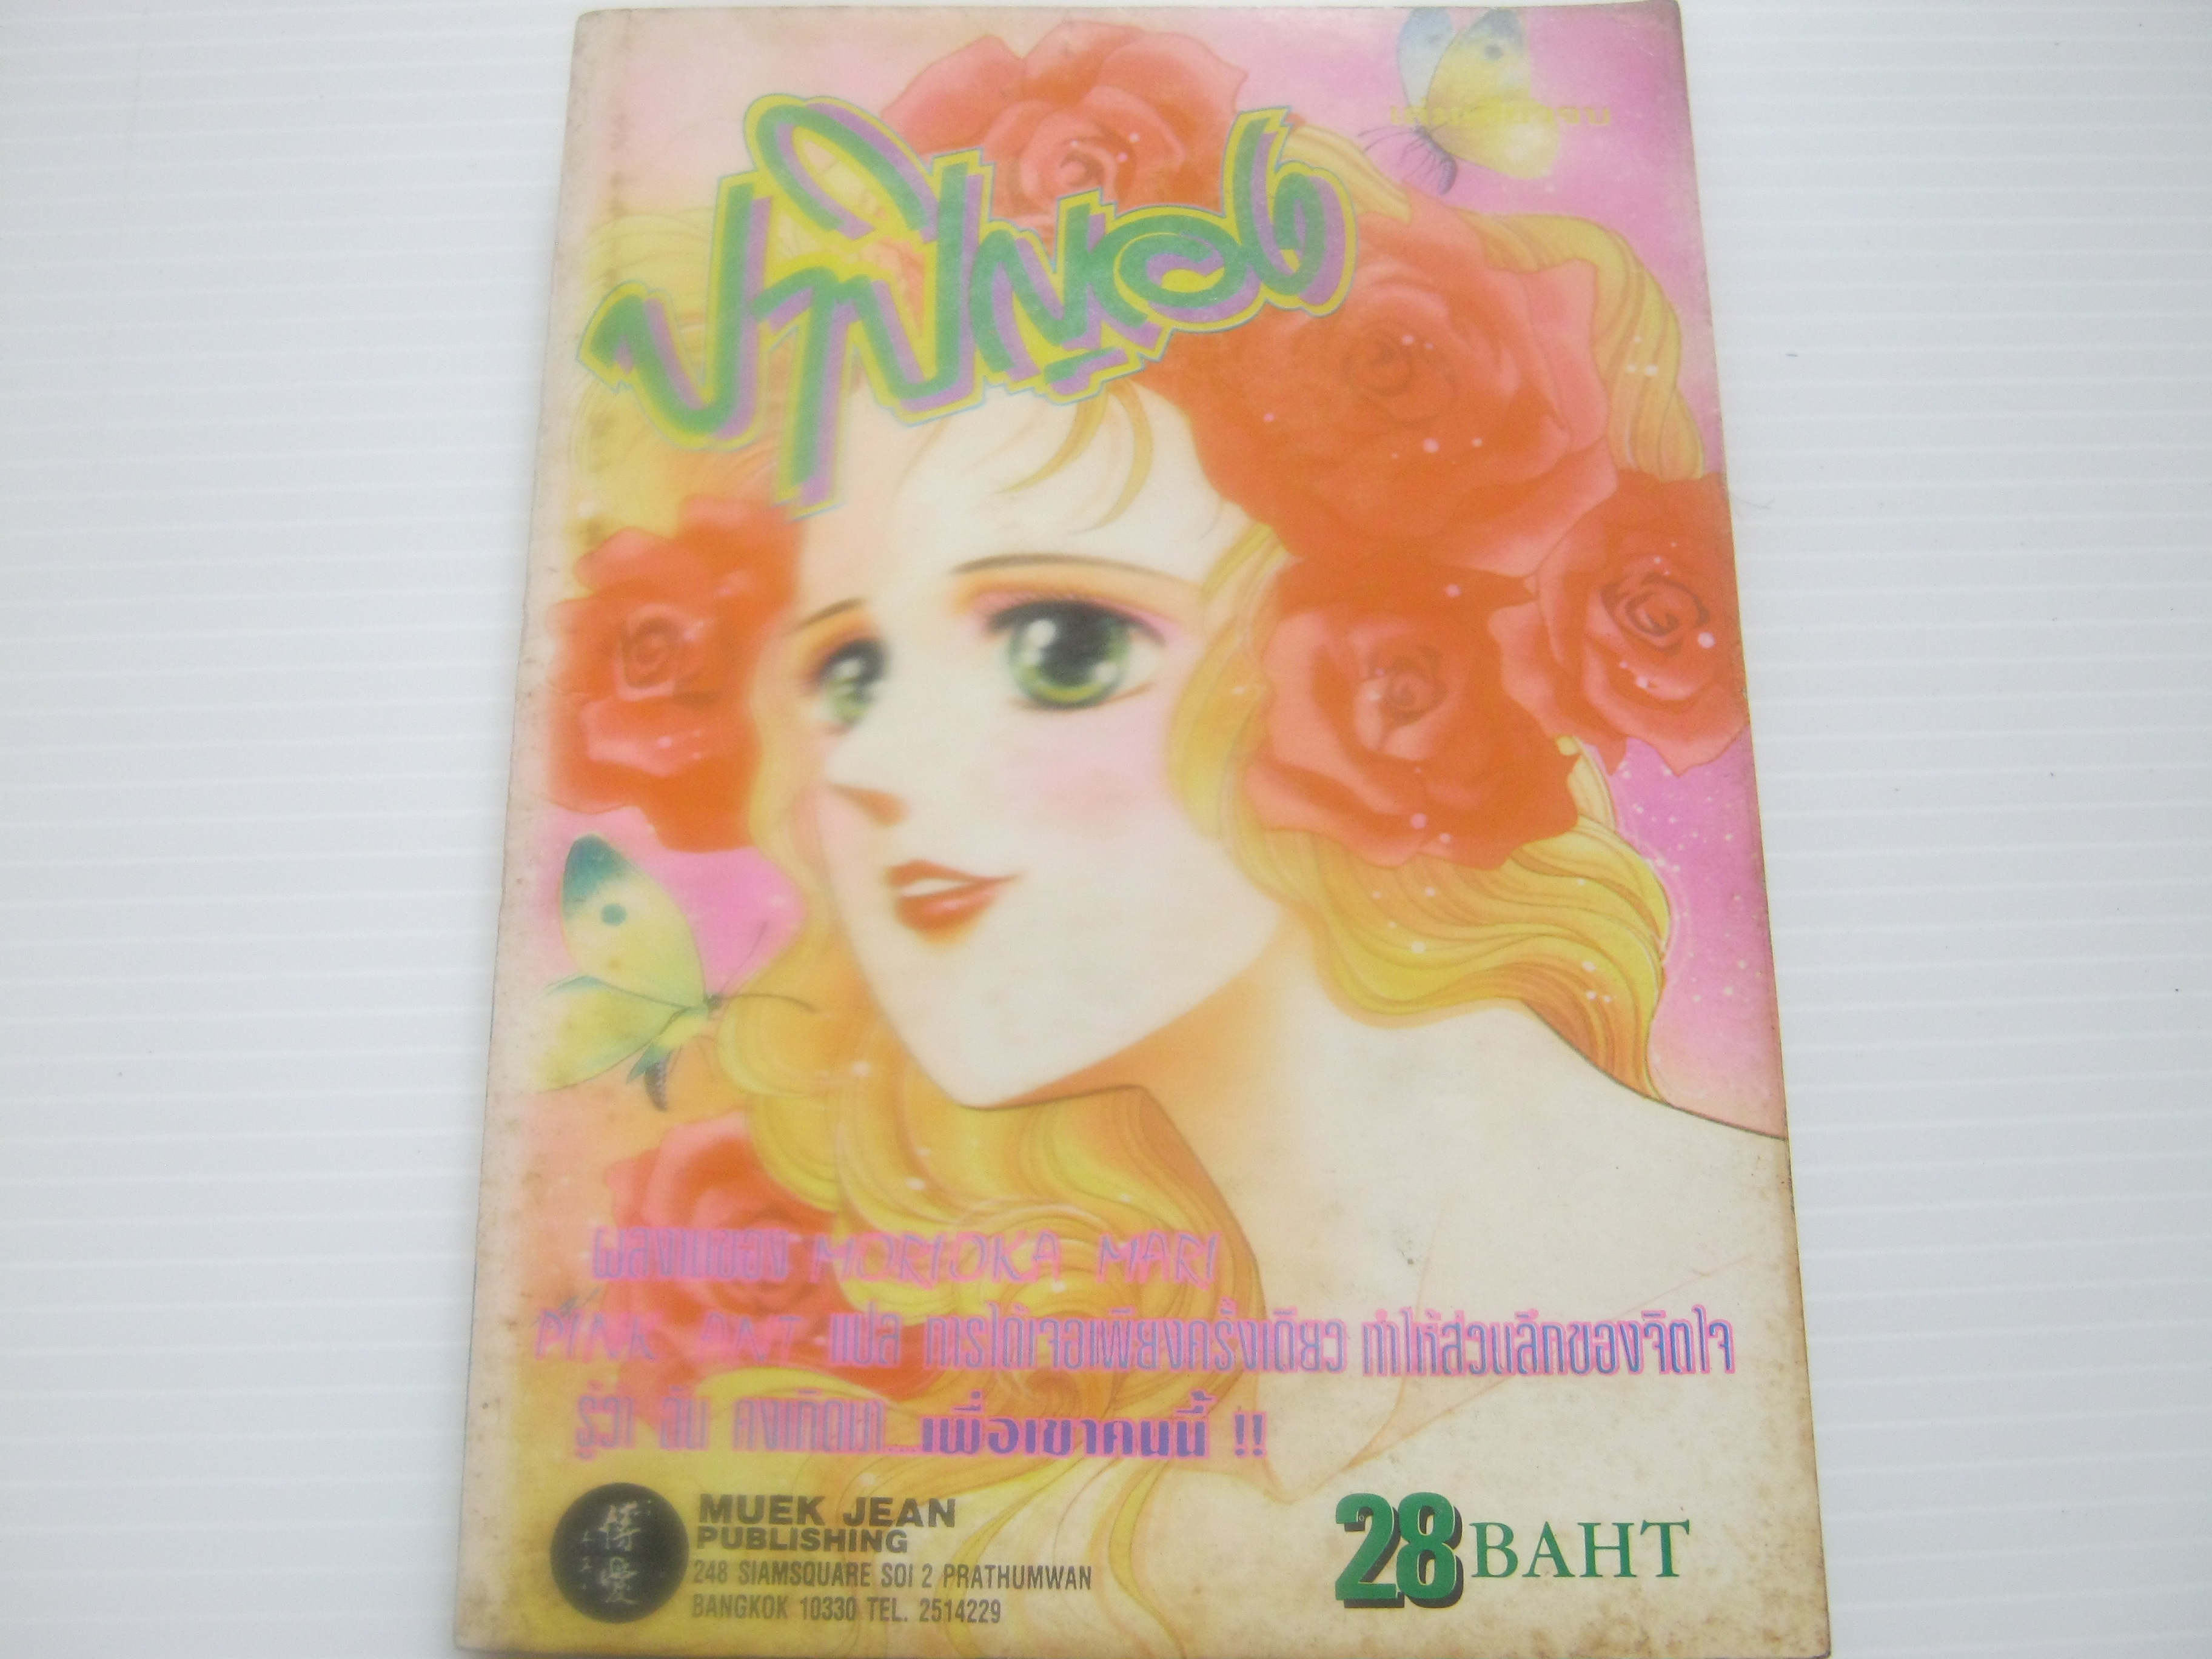 ปาปิญอง
ผลงานของ MORIOKA MARI
PINK ANT แปล การได้เจอเพียงครั้งเดียว ทำให้ส่วนลึกของจิตใจ
รู้ว่า ฉัน คงเกิดมา....เพื่อเขาคนนี้ !!
MUEK JEAN
PUBLISHING
248 SIAMSQUARE SOI 2 PRATHUMWAN
BANGKOK 10330 TEL. 2514229
28 BAHT